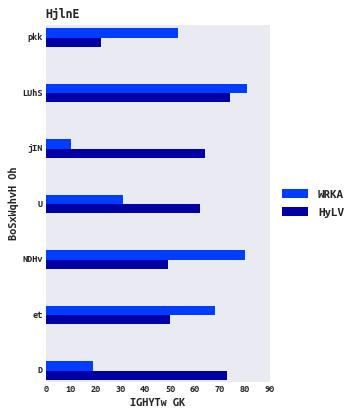 HjlnE
pkk
LUhS
jIN
U
NDHv
et
D
BoSxWqhvH Oh
0 10 20 30 40 50 60 70 80 90
IGHYTw GK
WRKA
HyLV